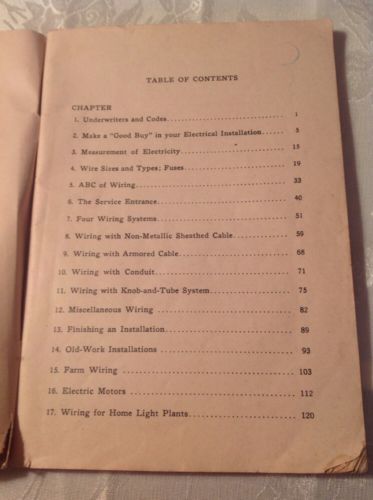 TABLE OF CONTENTS
CHAPTER
1. Underwriters and Codes 1
2. Make a "Good Buy" in your Electrical Installation 5
3. Measurement of Electricity 15
4. Wire Sizes and Types; Fuses 19
5. ABC of Wiring 33
6. The Service Entrance 40
7. Four Wiring Systems 51
8. Wiring with Non-Metallic Sheathed Cable 59
9. Wiring with Armored Cable 68
10. Wiring with Conduit 71
11. Wiring with Knob-and-Tube System 75
12. Miscellaneous Wiring 82
13. Finishing an Installation 89
14. Old-Work Installations 93
15. Farm Wiring 103
16. Electric Motors 112
17. Wiring for Home Light Plants 120